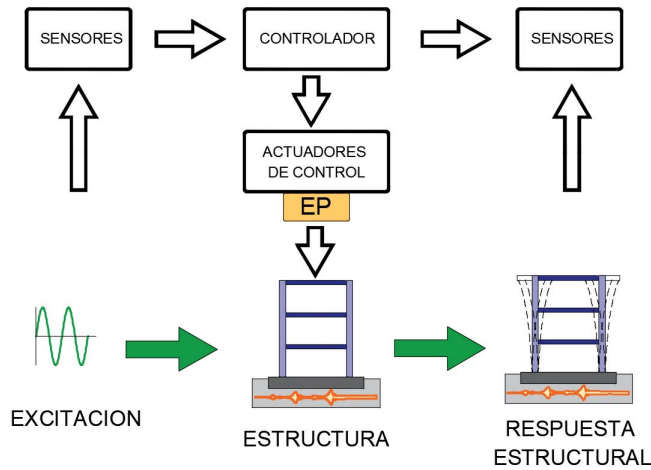 SENSORES
CONTROLADOR
SENSORES
ACTUADORES
DE CONTROL
EP
EXCITACION
ESTRUCTURA
RESPUESTA
ESTRUCTURAL